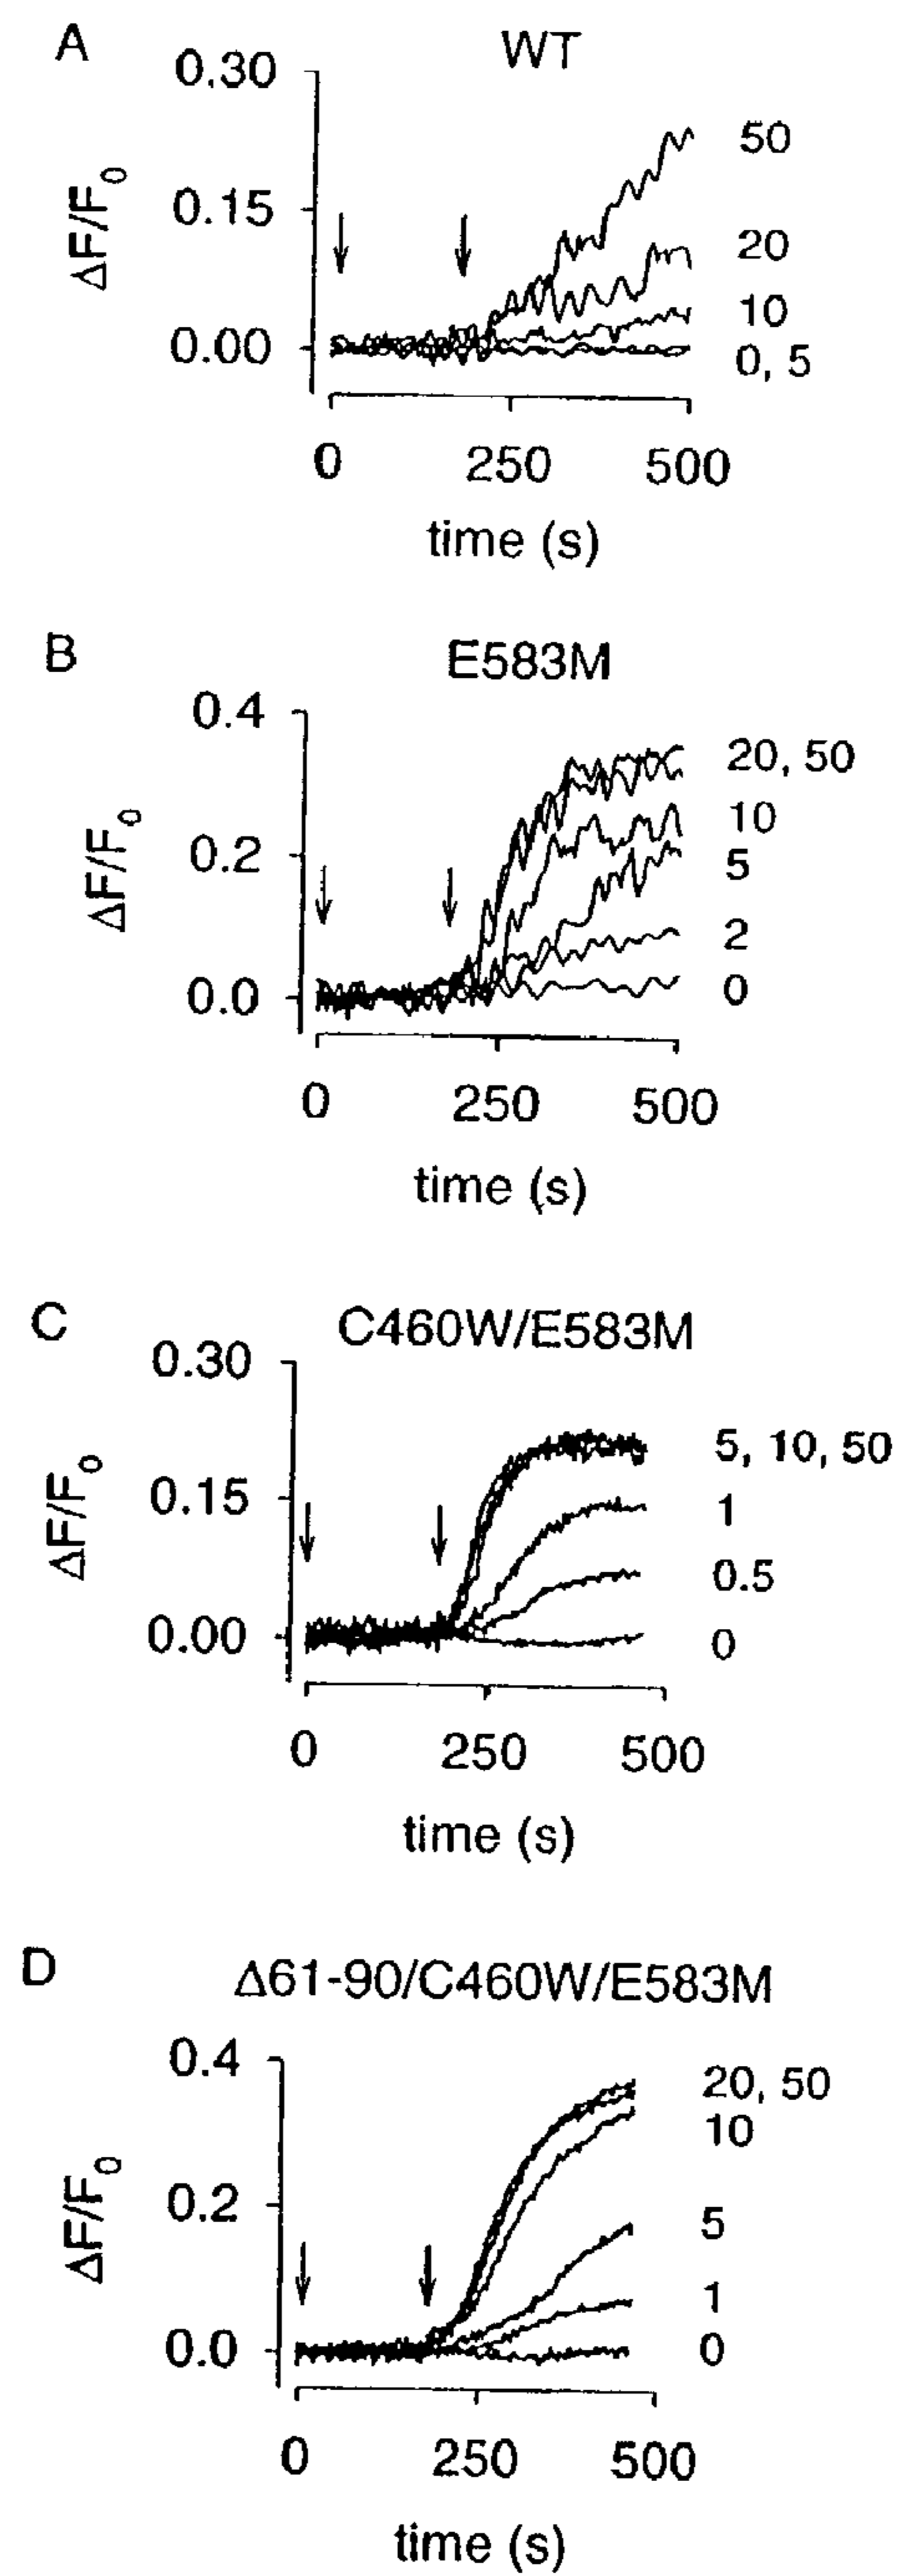 A
WT
0.30
0.15
0.00
ΔF/F0
50
20
10
0, 5
0 250 500
time (s)
B
E583M
0.4
0.2
0.0
ΔF/F0
20, 50
10
5
2
0
0 250 500
time (s)
C
C460W/E583M
0.30
0.15
0.00
ΔF/F0
5, 10, 50
1
0.5
0
0 250 500
time (s)
D
Δ61-90/C460W/E583M
0.4
0.2
0.0
ΔF/F0
20, 50
10
5
1
0
0 250 500
time (s)